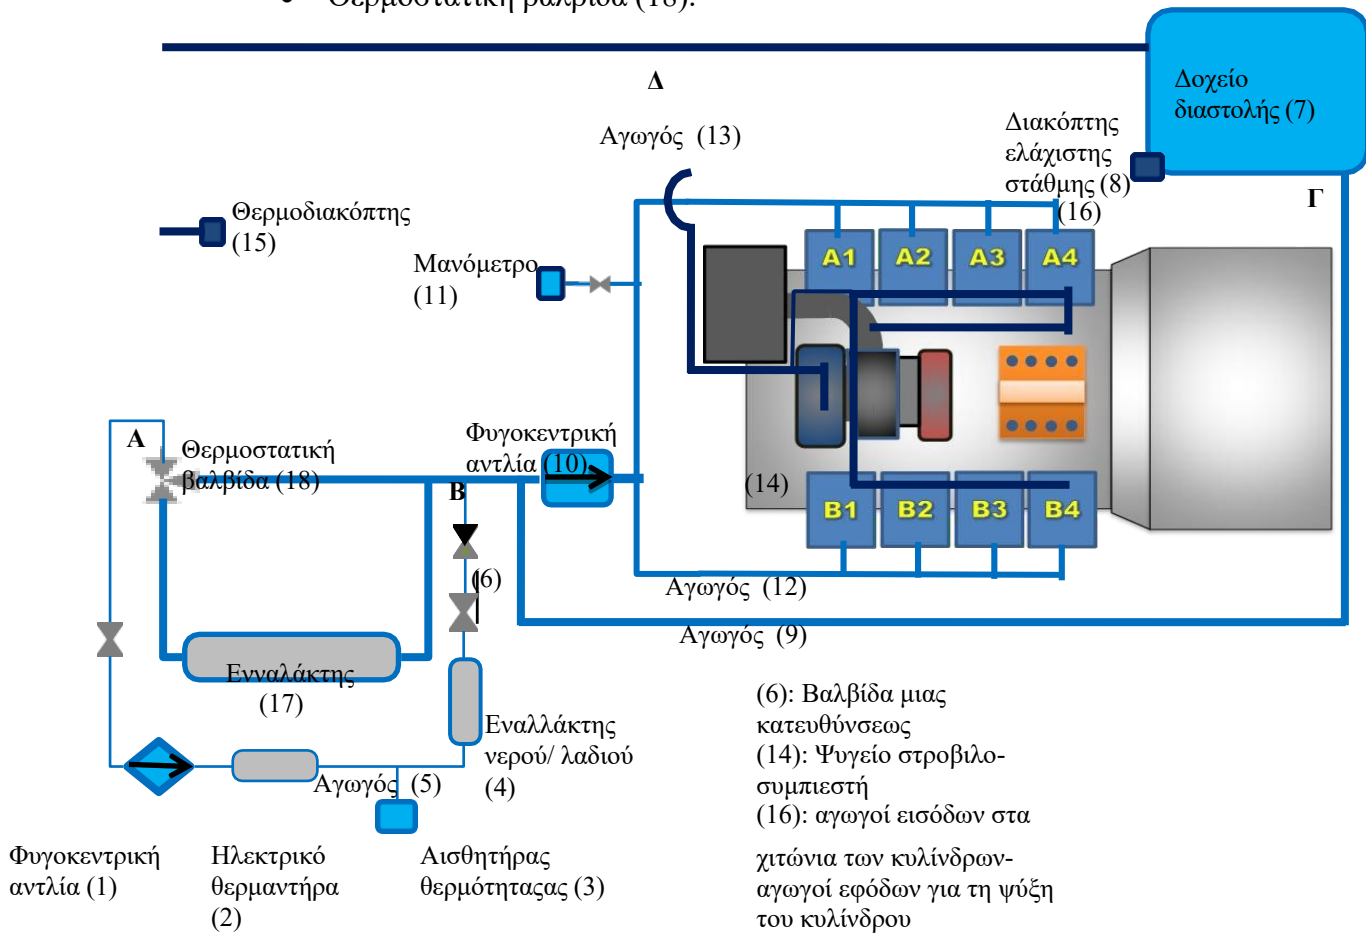 Θερμοστατική βαλβίδα (18).
Δ
Δοχείο
διαστολής (7)
Αγωγός (13)
Διακόπτης
ελάχιστης
στάθμης (8)
(16)
Γ
Θερμοδιακόπτης
(15)
Μανόμετρο
(11)
A1
A2
A3
A4
Α
Θερμοστατική
βαλβίδα (18)
Φυγοκεντρική
αντλία (10)
Β
(14)
B1
B2
B3
B4
(6)
Αγωγός (12)
Αγωγός (9)
Ενναλάκτης
(17)
Εναλλάκτης
νερού/ λαδιού
(4)
Αγωγός (5)
(6): Βαλβίδα μιας
κατευθύνσεως
(14): Ψυγείο στροβιλο-
συμπιεστή
(16): αγωγοί εισόδων στα
χιτώνια των κυλίνδρων-
αγωγοί εφόδων για τη ψύξη
του κυλίνδρου
Φυγοκεντρική
αντλία (1)
Ηλεκτρικό
θερμαντήρα
(2)
Αισθητήρας
θερμότηταςας (3)